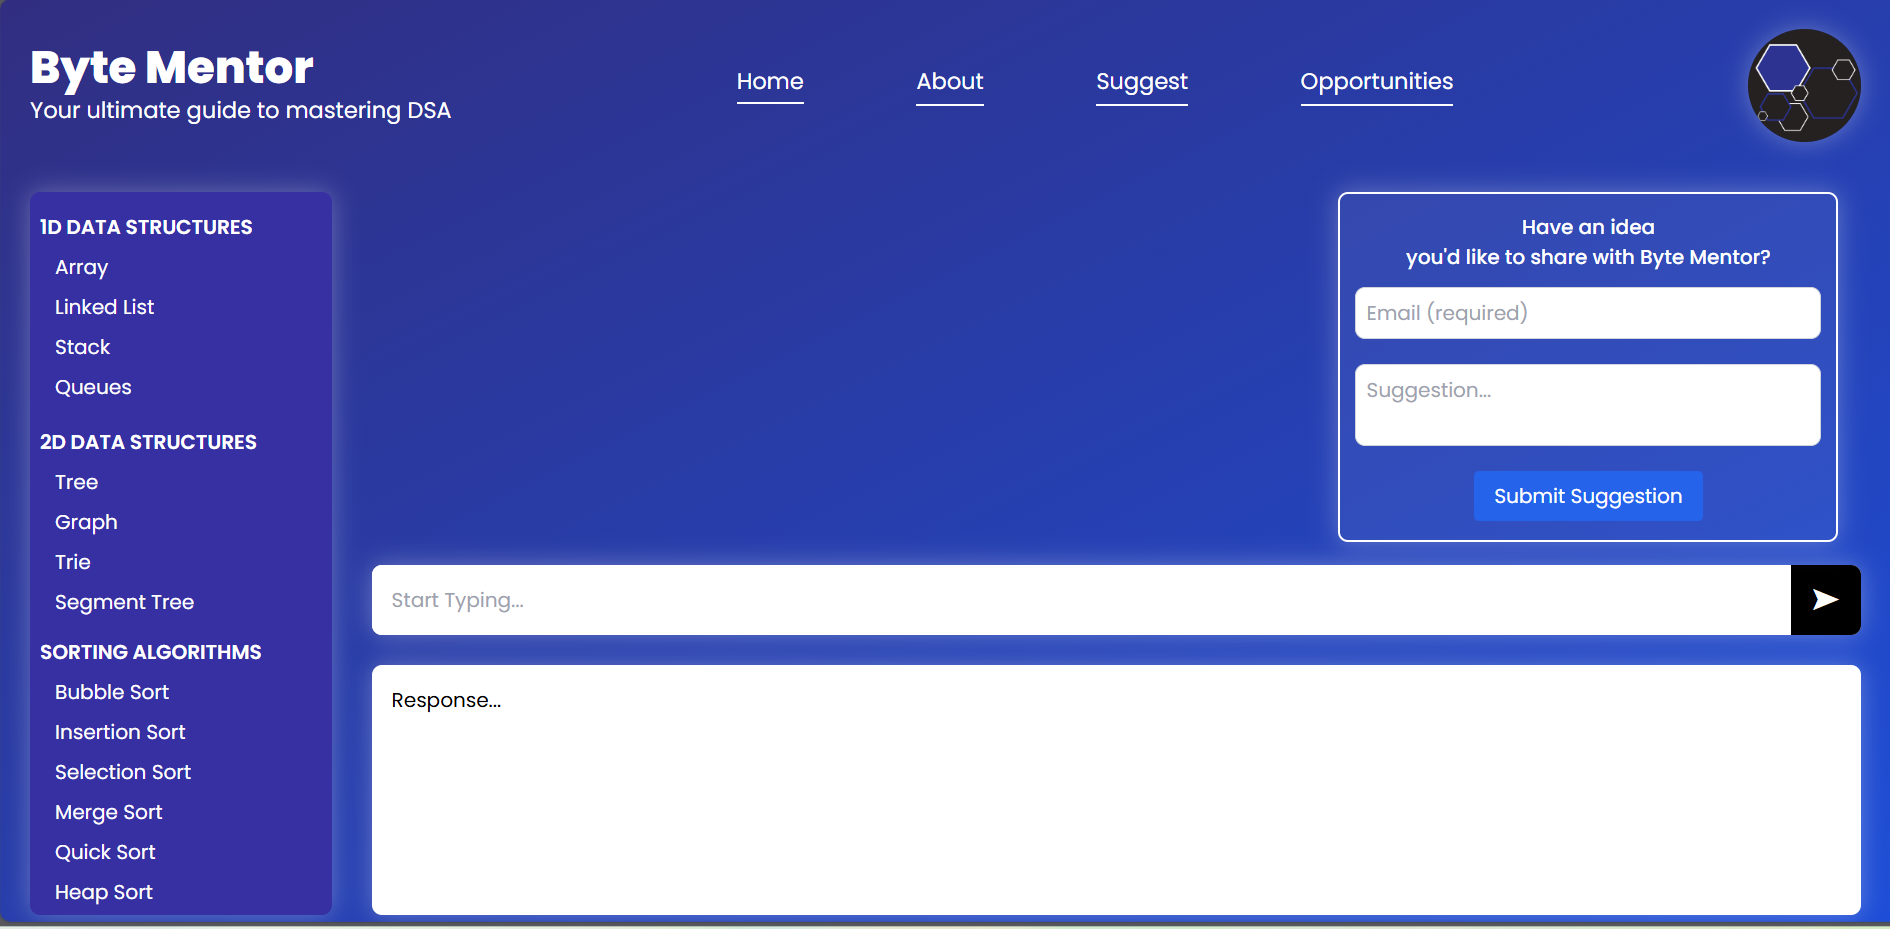 Byte Mentor
Your ultimate guide to mastering DSA
Home
About
Suggest
Opportunities
1D DATA STRUCTURES
Array
Linked List
Stack
Queues
2D DATA STRUCTURES
Tree
Graph
Trie
Segment Tree
SORTING ALGORITHMS
Bubble Sort
Insertion Sort
Selection Sort
Merge Sort
Quick Sort
Heap Sort
Have an idea
you'd like to share with Byte Mentor?
Email (required)
Suggestion...
Submit Suggestion
Start Typing...
Response...